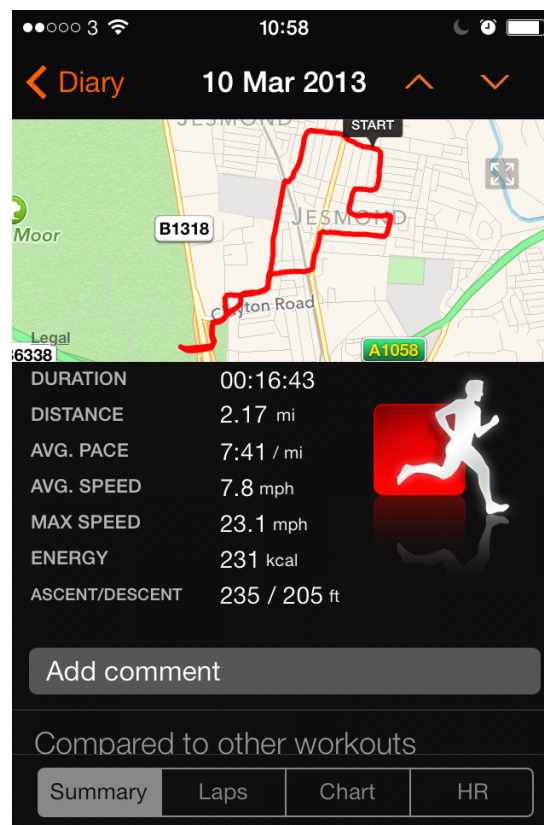 3 10:58
Diary 10 Mar 2013
JESMOND
START
Moor
B1318
JESMOND
Clayton Road
Legal
A1058
DURATION 00:16:43
DISTANCE 2.17 mi
AVG. PACE 7:41 / mi
AVG. SPEED 7.8 mph
MAX SPEED 23.1 mph
ENERGY 231 kcal
ASCENT/DESCENT 235 / 205 ft
Add comment
Compared to other workouts
Summary Laps Chart HR